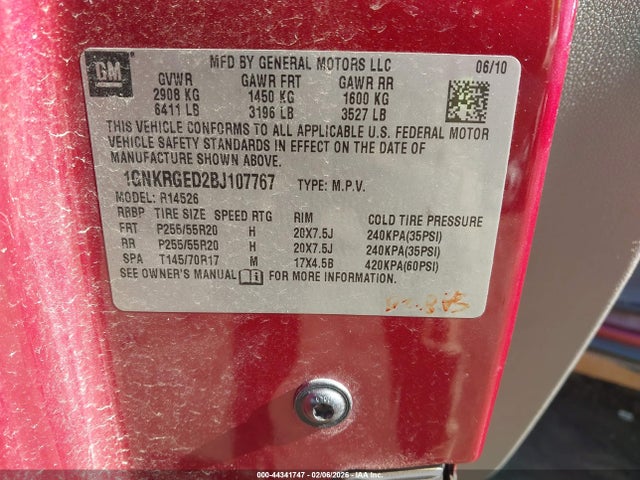 GM
MFD BY GENERAL MOTORS LLC 06/10
GVWR GAWR FRT GAWR RR
2908 KG 1450 KG 1600 KG
6411 LB 3196 LB 3527 LB
THIS VEHICLE CONFORMS TO ALL APPLICABLE U.S. FEDERAL MOTOR
VEHICLE SAFETY STANDARDS IN EFFECT ON THE DATE OF
MANUFACTURE SHOWN ABOVE.
1GNKRGED2BJ107767 TYPE: M.P.V.
MODEL: R14526
RBBP TIRE SIZE SPEED RTG RIM COLD TIRE PRESSURE
FRT P255/55R20 H 20X7.5J 240KPA(35PSI)
RR P255/55R20 H 20X7.5J 240KPA(35PSI)
SPA T145/70R17 M 17X4.5B 420KPA(60PSI)
SEE OWNER'S MANUAL FOR MORE INFORMATION.
000-44341747 - 02/06/2026 - IAA Inc.